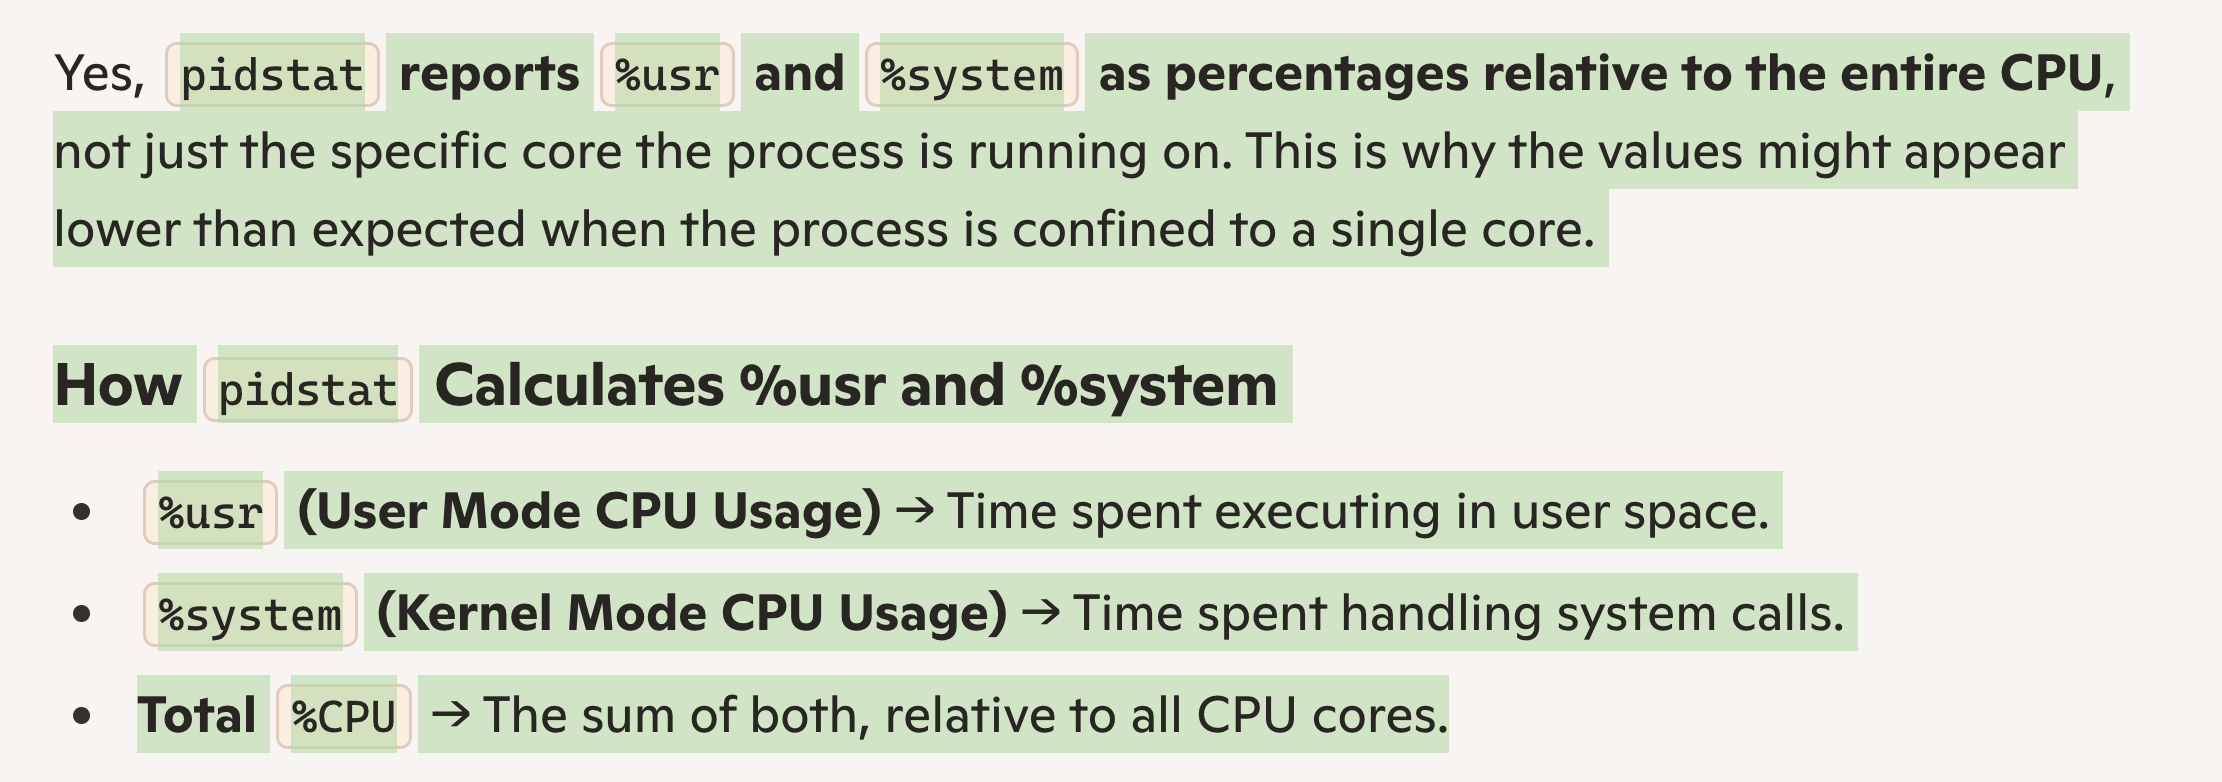 Yes, pidstat reports %usr and %system as percentages relative to the entire CPU,
not just the specific core the process is running on. This is why the values might appear
lower than expected when the process is confined to a single core.
How pidstat Calculates %usr and %system
• %usr (User Mode CPU Usage) → Time spent executing in user space.
• %system (Kernel Mode CPU Usage) → Time spent handling system calls.
• Total %CPU → The sum of both, relative to all CPU cores.